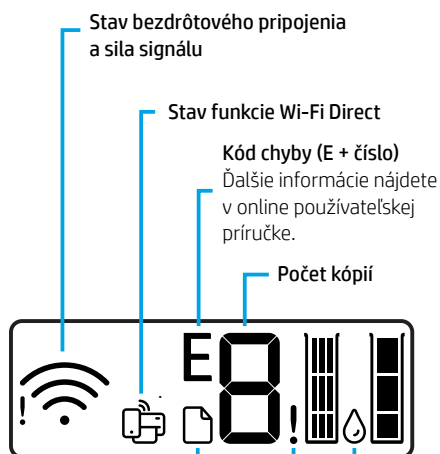 Stav bezdrôtového pripojenia
a sila signálu
Stav funkcie Wi-Fi Direct
Kód chyby (E + číslo)
Ďalšie informácie nájdete
v online používateľskej
príručke.
Počet kópií
! E 8 !